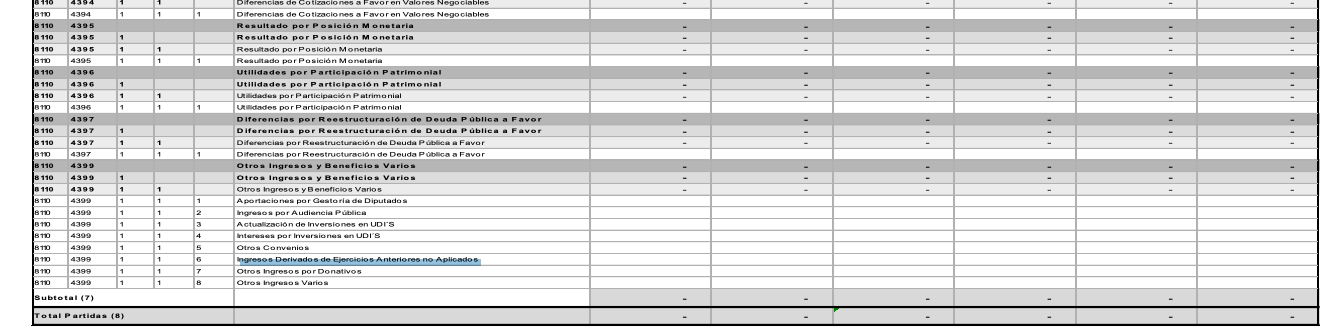 8110 4394 1 1 Diferencias de Cotizaciones a Favor en Valores Negociables - - - - - -
8110 4394 1 1 1 Diferencias de Cotizaciones a Favor en Valores Negociables
8110 4395 Resultado por Posición Monetaria - - - - - -
8110 4395 1 Resultado por Posición Monetaria - - - - - -
8110 4395 1 1 Resultado por Posición Monetaria - - - - - -
8110 4395 1 1 1 Resultado por Posición Monetaria
8110 4396 Utilidades por Participación Patrimonial - - - - - -
8110 4396 1 Utilidades por Participación Patrimonial - - - - - -
8110 4396 1 1 Utilidades por Participación Patrimonial - - - - - -
8110 4396 1 1 1 Utilidades por Participación Patrimonial
8110 4397 Diferencias por Reestructuración de Deuda Pública a Favor - - - - - -
8110 4397 1 Diferencias por Reestructuración de Deuda Pública a Favor - - - - - -
8110 4397 1 1 Diferencias por Reestructuración de Deuda Pública a Favor - - - - - -
8110 4397 1 1 1 Diferencias por Reestructuración de Deuda Pública a Favor
8110 4399 Otros Ingresos y Beneficios Varios - - - - - -
8110 4399 1 Otros Ingresos y Beneficios Varios - - - - - -
8110 4399 1 1 Otros Ingresos y Beneficios Varios - - - - - -
8110 4399 1 1 1 Aportaciones por Gestoría de Diputados
8110 4399 1 1 2 Ingresos por Audiencia Pública
8110 4399 1 1 3 Actualización de Inversiones en UDI'S
8110 4399 1 1 4 Intereses por Inversiones en UDI'S
8110 4399 1 1 5 Otros Convenios
8110 4399 1 1 6 Ingresos Derivados de Ejercicios Anteriores no Aplicados
8110 4399 1 1 7 Otros Ingresos por Donativos
8110 4399 1 1 8 Otros Ingresos Varios
Subtotal (7) - - - - - -
Total Partidas (8) - - - - - -